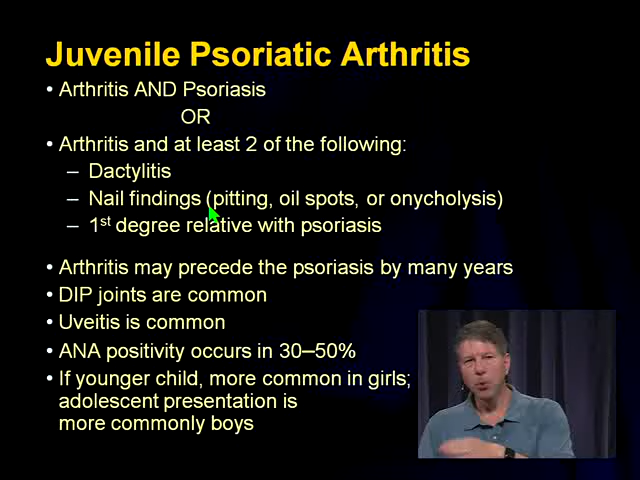 Juvenile Psoriatic Arthritis
• Arthritis AND Psoriasis
OR
• Arthritis and at least 2 of the following:
– Dactylitis
– Nail findings (pitting, oil spots, or onycholysis)
– 1st degree relative with psoriasis
• Arthritis may precede the psoriasis by many years
• DIP joints are common
• Uveitis is common
• ANA positivity occurs in 30–50%
• If younger child, more common in girls;
adolescent presentation is
more commonly boys